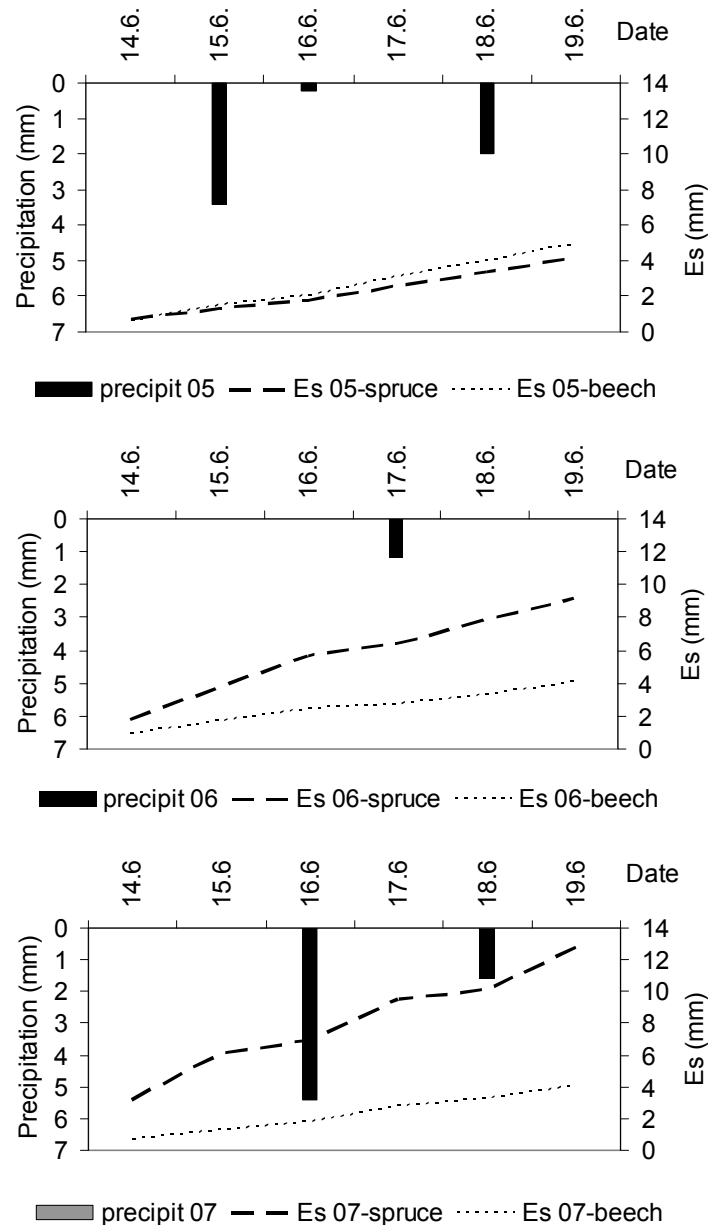 14.6. 15.6. 16.6. 17.6. 18.6. 19.6. Date
Precipitation (mm)
0 1 2 3 4 5 6 7
14 12 10 8 6 4 2 0
Es (mm)
precipit 05 Es 05-spruce Es 05-beech
14.6. 15.6. 16.6. 17.6. 18.6. 19.6. Date
Precipitation (mm)
0 1 2 3 4 5 6 7
14 12 10 8 6 4 2 0
Es (mm)
precipit 06 Es 06-spruce Es 06-beech
14.6 15.6 16.6 17.6 18.6 19.6 Date
Precipitation (mm)
0 1 2 3 4 5 6 7
14 12 10 8 6 4 2 0
Es (mm)
precipit 07 Es 07-spruce Es 07-beech